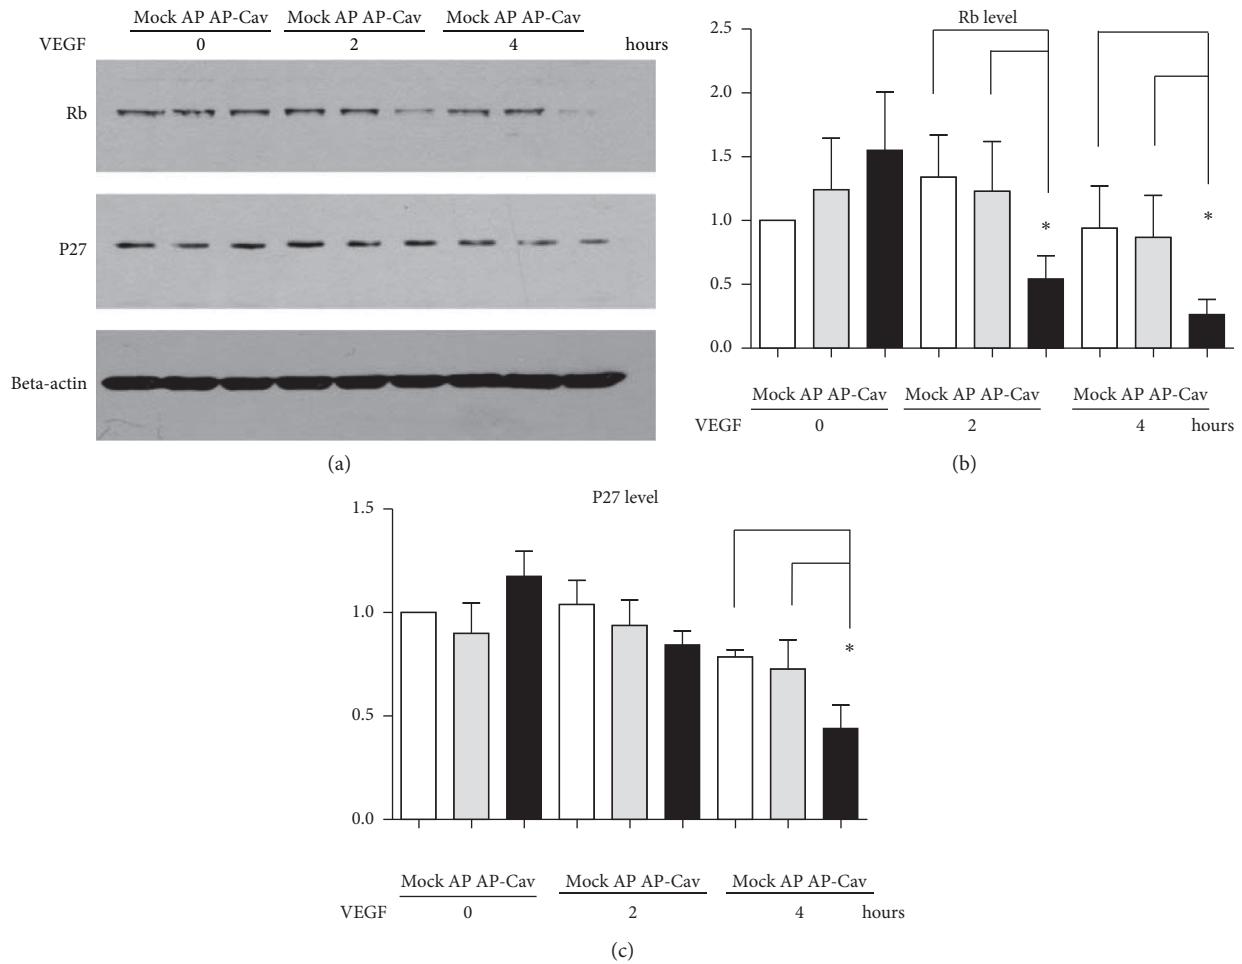 Mock AP AP-Cav Mock AP AP-Cav Mock AP AP-Cav
VEGF 0 2 4 hours
Rb
P27
Beta-actin
(a)
Rb level
2.5
2.0
1.5
1.0
0.5
0.0
*
*
Mock AP AP-Cav Mock AP AP-Cav Mock AP AP-Cav
VEGF 0 2 4 hours
(b)
P27 level
1.5
1.0
0.5
0.0
*
Mock AP AP-Cav Mock AP AP-Cav Mock AP AP-Cav
VEGF 0 2 4 hours
(c)